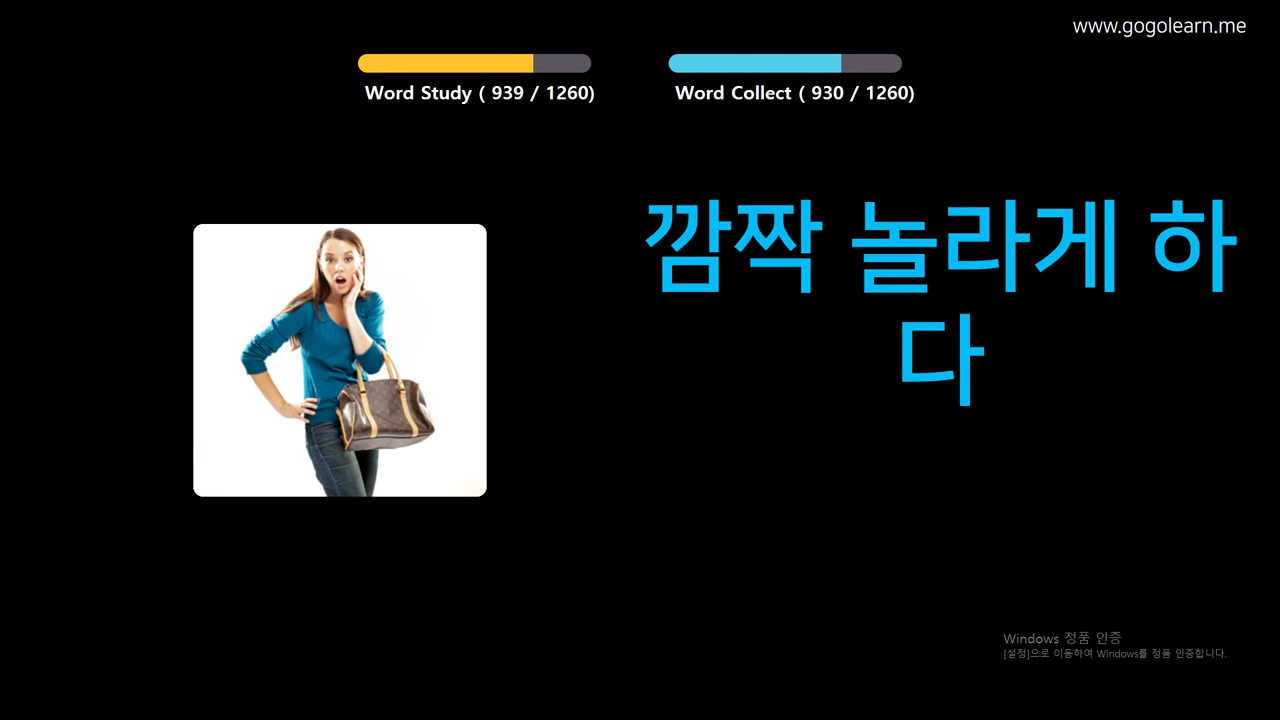 www.gogolearn.me
Word Study ( 939 / 1260)
Word Collect ( 930 / 1260)
깜짝 놀라게 하
다
Windows 정품 인증
[설정]으로 이동하여 Windows를 정품 인증합니다.